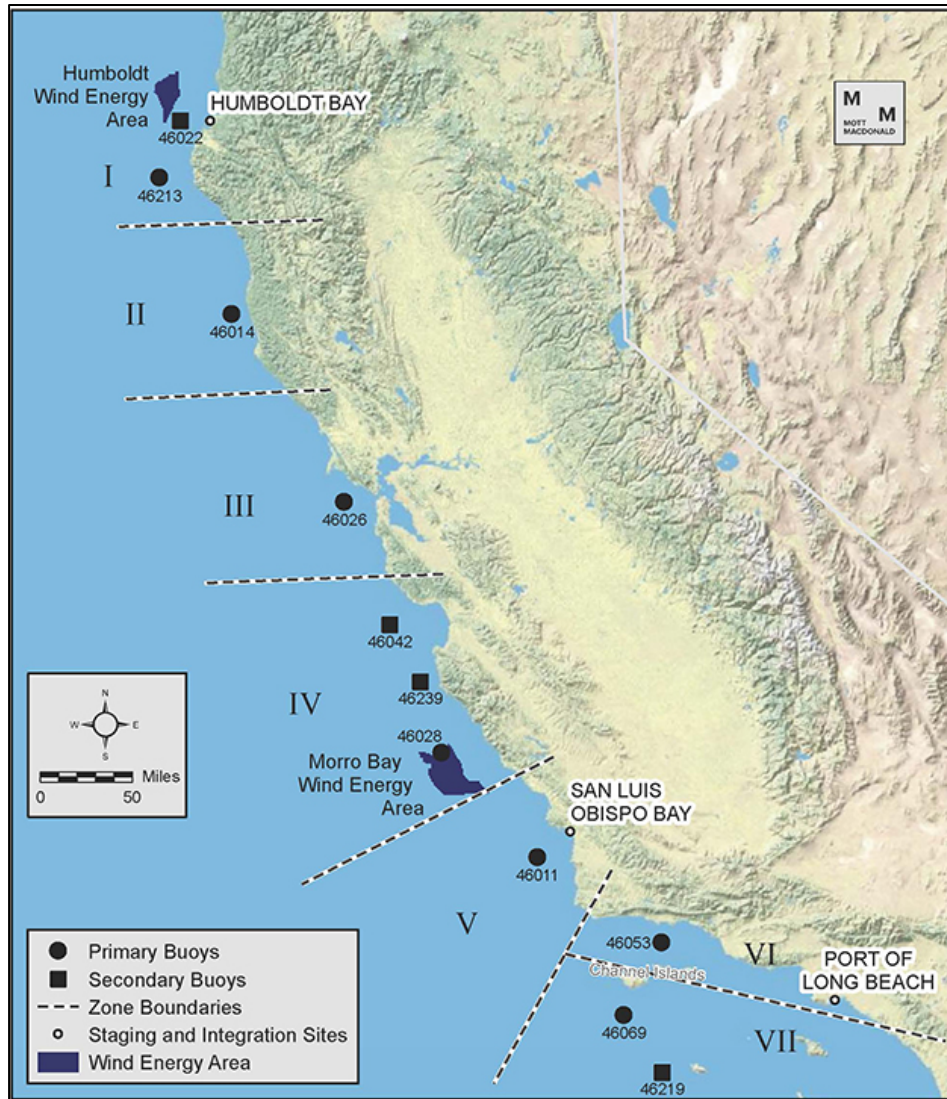 Humboldt
Wind Energy
Area
HUMBOLDT BAY
46022
I
46213
M
M
MOTT
MACDONALD
II
46014
III
46026
46042
46239
IV
46028
Morro Bay
Wind Energy
Area
N
W
E
S
Miles
0
50
SAN LUIS
OBISPO BAY
46011
V
46053
VI
Channel Islands
PORT OF
LONG BEACH
46069
VII
46219
Primary Buoys
Secondary Buoys
Zone Boundaries
Staging and Integration Sites
Wind Energy Area